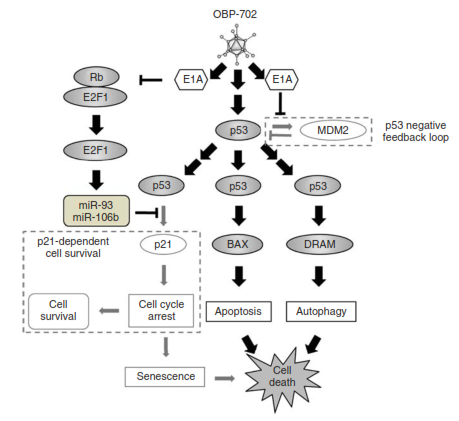 OBP-702
Rb
E2F1
E1A
E1A
p53
MDM2
p53 negative
feedback loop
E2F1
p53
p53
p53
miR-93
miR-106b
p21-dependent
cell survival
p21
BAX
DRAM
Cell
survival
Cell cycle
arrest
Apoptosis
Autophagy
Senescence
Cell
death